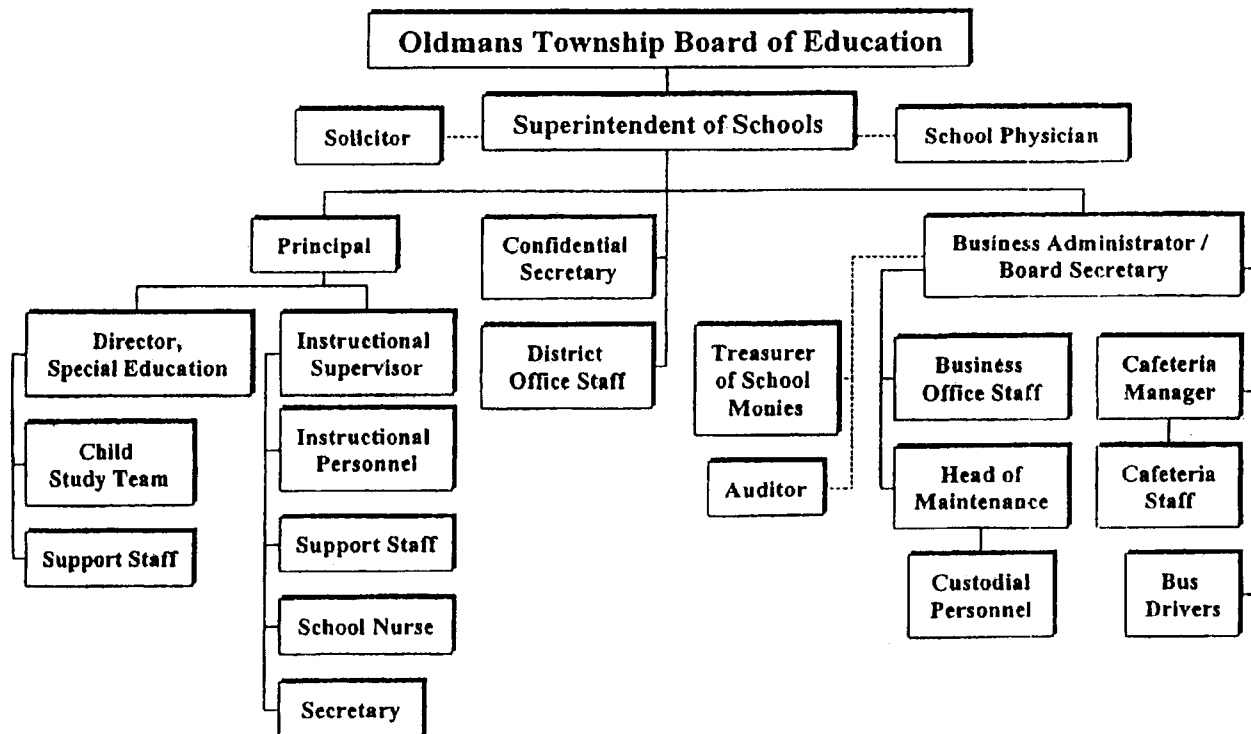 Oldmans Township Board of Education
Superintendent of Schools
Solicitor
School Physician
Principal
Confidential
Secretary
Business Administrator /
Board Secretary
Director,
Special Education
Instructional
Supervisor
District
Office Staff
Treasurer
of School
Monies
Business
Office Staff
Cafeteria
Manager
Child
Study Team
Instructional
Personnel
Auditor
Head of
Maintenance
Cafeteria
Staff
Support Staff
Support Staff
Custodial
Personnel
Bus
Drivers
School Nurse
Secretary